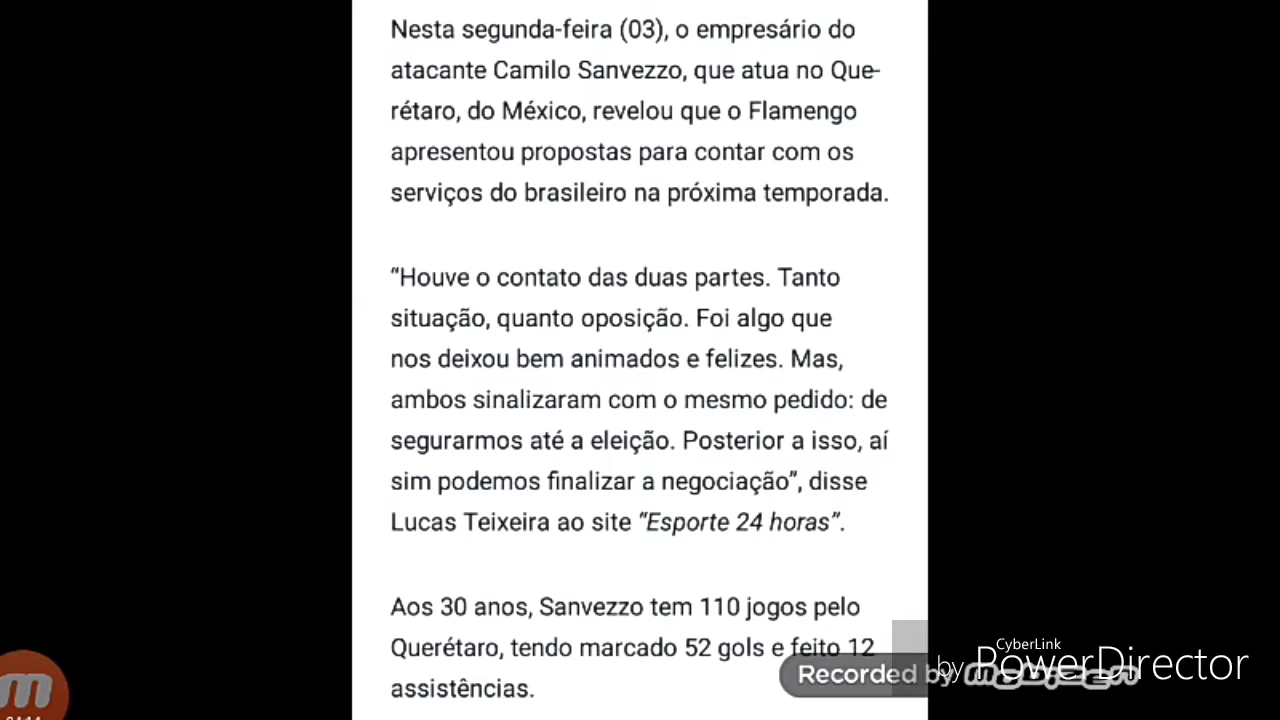 Nesta segunda-feira (03), o empresário do
atacante Camilo Sanvezzo, que atua no Que-
rétaro, do México, revelou que o Flamengo
apresentou propostas para contar com os
serviços do brasileiro na próxima temporada.
“Houve o contato das duas partes. Tanto
situação, quanto oposição. Foi algo que
nos deixou bem animados e felizes. Mas,
ambos sinalizaram com o mesmo pedido: de
segurarmos até a eleição. Posterior a isso, aí
sim podemos finalizar a negociação”, disse
Lucas Teixeira ao site “Esporte 24 horas”.
Aos 30 anos, Sanvezzo tem 110 jogos pelo
Querétaro, tendo marcado 52 gols e feito 12
assistências.
Recorded by
CyberLink
by PowerDirector